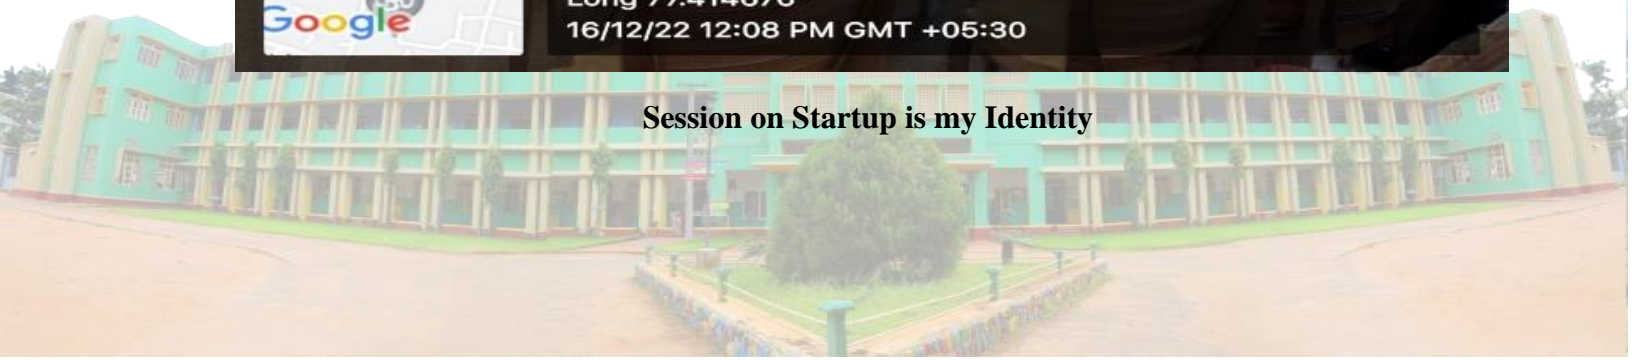 Google
16/12/22 12:08 PM GMT +05:30
Session on Startup is my Identity